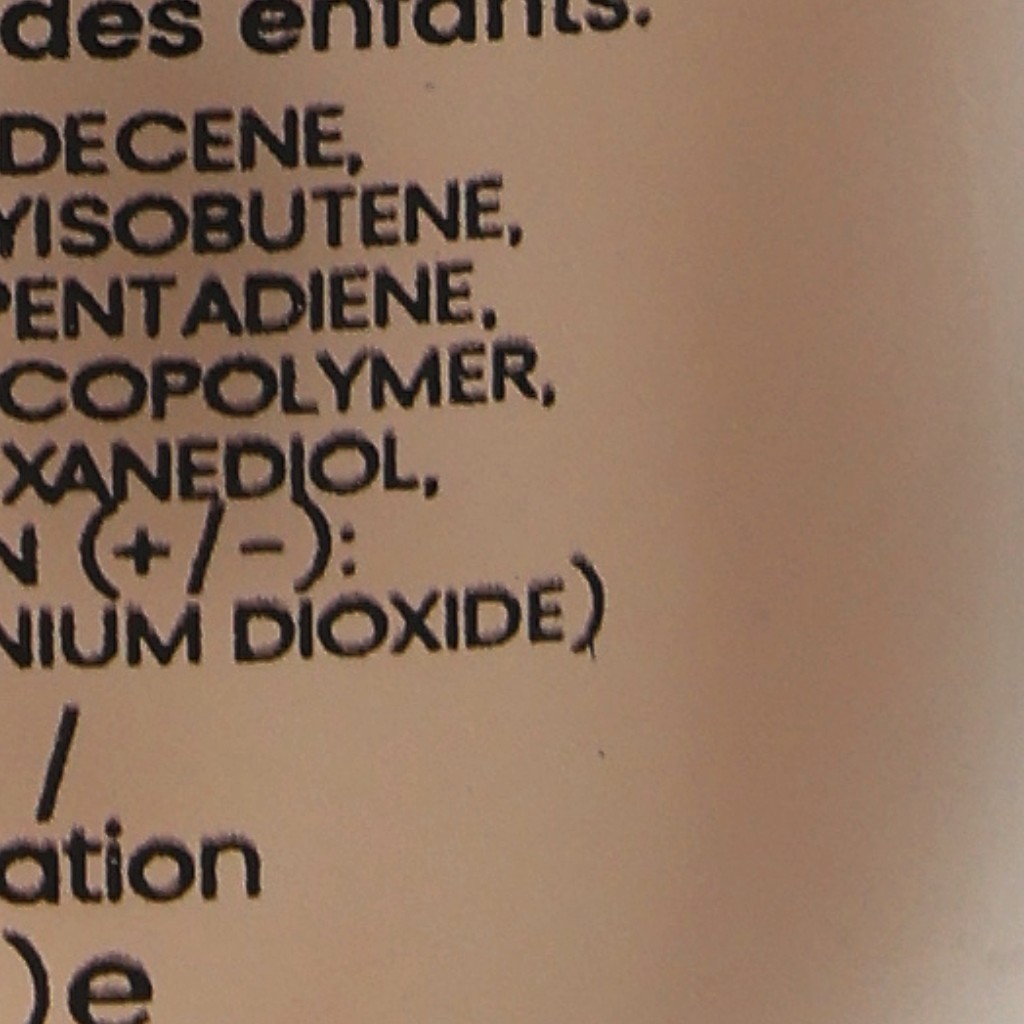 des enfants.
DECENE,
YISOBUTENE,
PENTADIENE,
COPOLYMER,
XANEDIOL,
N (+/-):
NIUM DIOXIDE)
/
ation
)e